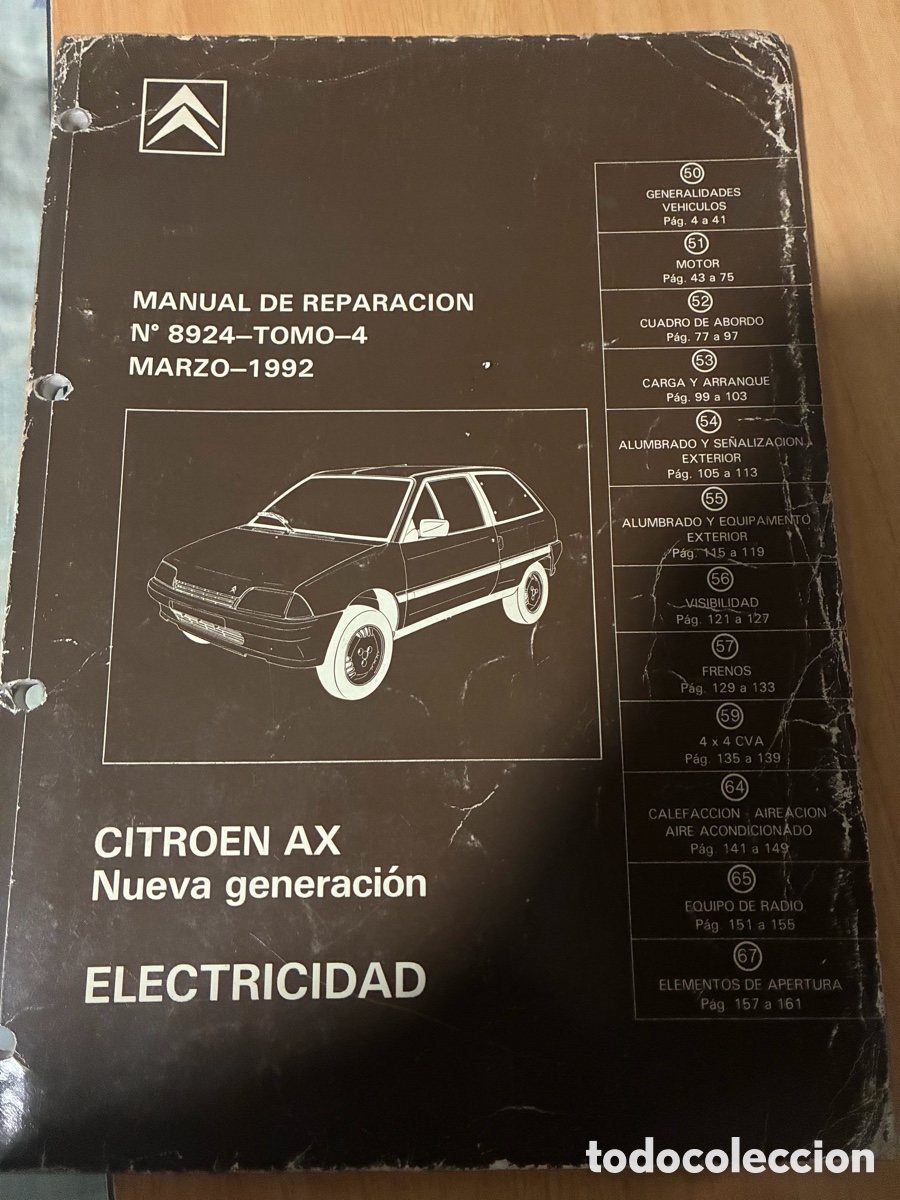 MANUAL DE REPARACION
N° 8924–TOMO–4
MARZO–1992
CITROEN AX
Nueva generación
ELECTRICIDAD
50
GENERALIDADES
VEHICULOS
Pág. 4 a 41
51
MOTOR
Pág. 43 a 75
52
CUADRO DE ABORDO
Pág. 77 a 97
53
CARGA Y ARRANQUE
Pág. 99 a 103
54
ALUMBRADO Y SEÑALIZACION
EXTERIOR
Pág. 105 a 113
55
ALUMBRADO Y EQUIPAMENTO
EXTERIOR
Pág. 115 a 119
56
VISIBILIDAD
Pág. 121 a 127
57
FRENOS
Pág. 129 a 133
59
4 x 4 CVA
Pág. 135 a 139
64
CALEFACCION AIREACION
AIRE ACONDICIONADO
Pág. 141 a 149
65
EQUIPO DE RADIO
Pág. 151 a 155
67
ELEMENTOS DE APERTURA
Pág 157 a 161
todocoleccion